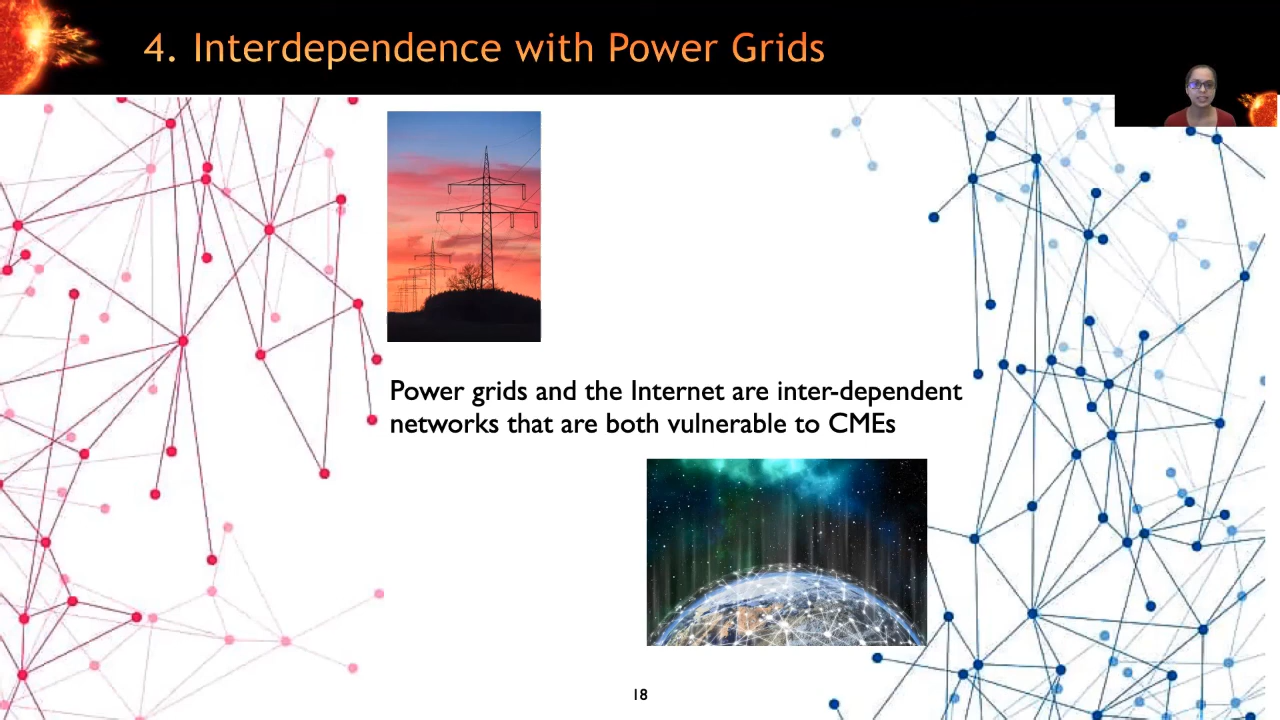 4. Interdependence with Power Grids
Power grids and the Internet are inter-dependent
networks that are both vulnerable to CMEs
18